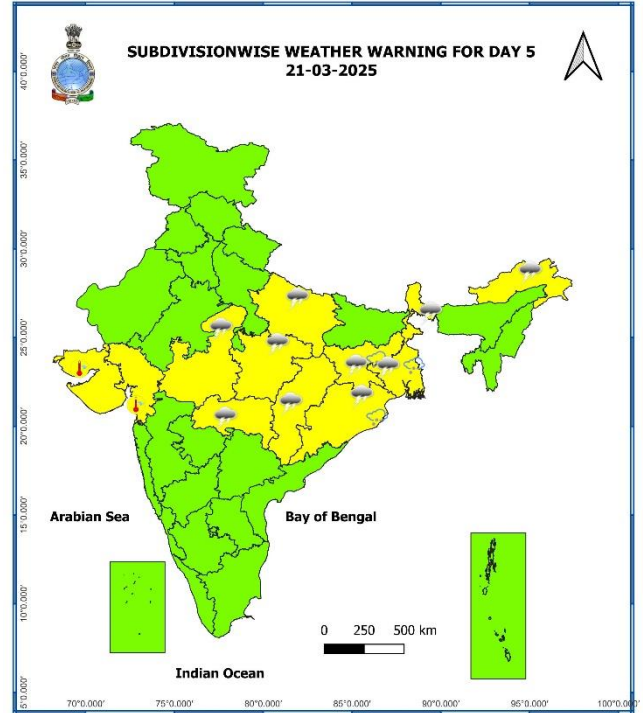 SUBDIVISIONWISE WEATHER WARNING FOR DAY 5
21-03-2025
40°0.000'
35°0.000'
30°0.000'
25°0.000'
20°0.000'
15°0.000'
10°0.000'
5°0.000'
Arabian Sea
Bay of Bengal
0 250 500 km
Indian Ocean
70°0.000' 75°0.000' 80°0.000' 85°0.000' 90°0.000' 95°0.000' 100°0.000'